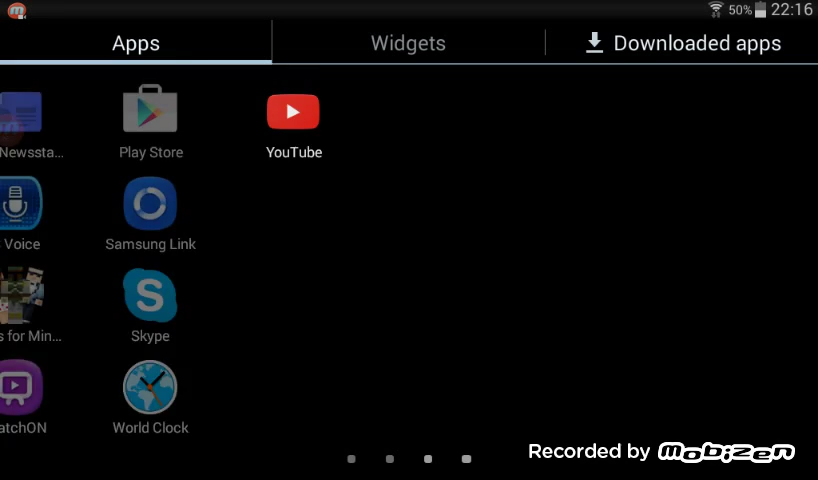 50% 22:16
Apps Widgets Downloaded apps
Newssta... Play Store YouTube
Voice Samsung Link
s for Min... Skype
atchON World Clock
Recorded by Mobizen